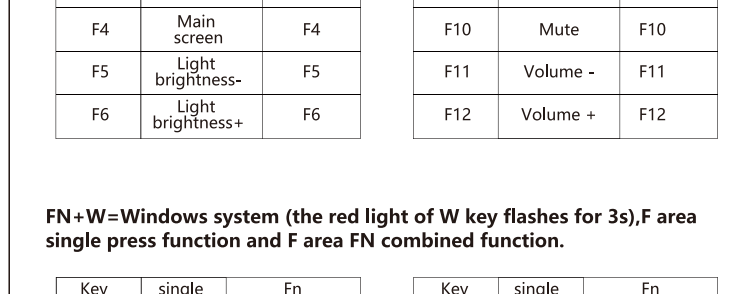 F4 Main screen F4 F10 Mute F10
F5 Light brightness- F5 F11 Volume - F11
F6 Light brightness+ F6 F12 Volume + F12
FN+W=Windows system (the red light of W key flashes for 3s),F area
single press function and F area FN combined function.
Key single Fn Key single Fn